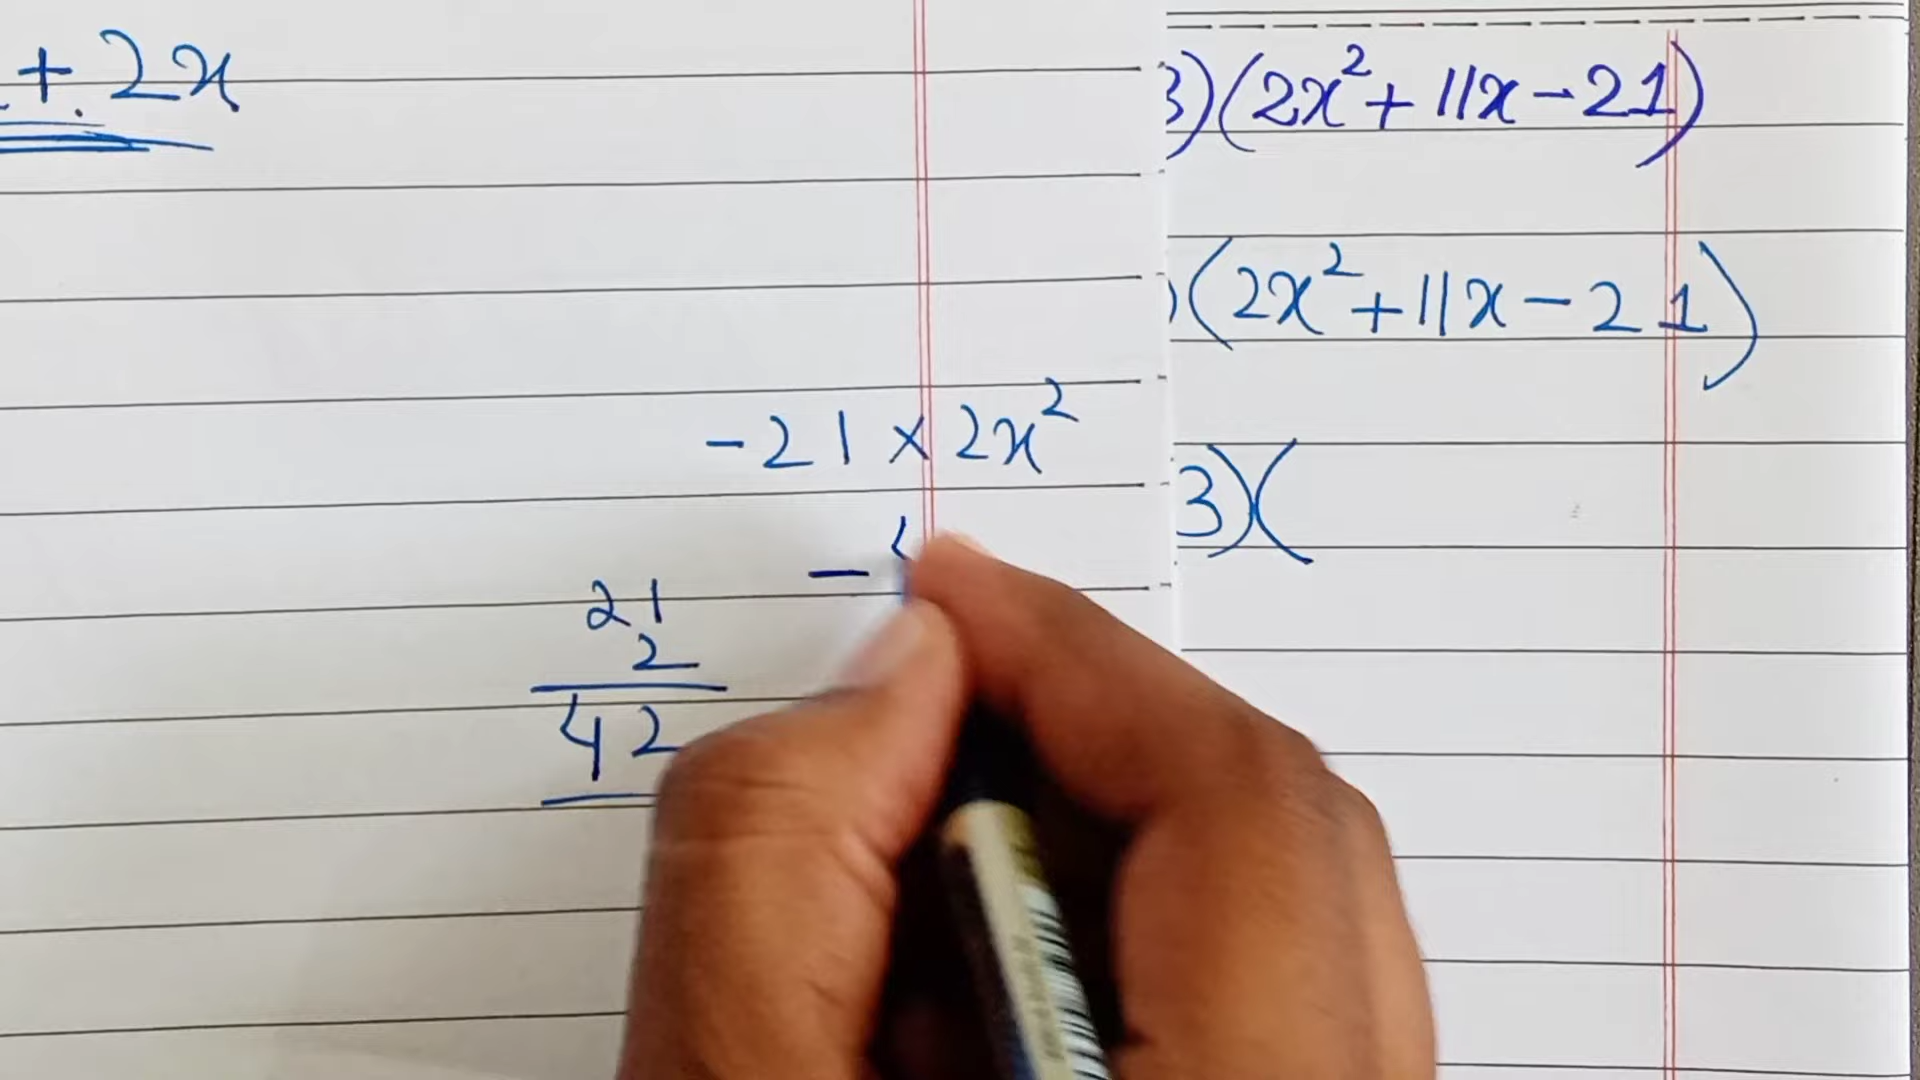 + 2x
3)(2x² + 11x - 21)
)(2x² + 11x - 21)
3)(
-21 × 2x²
-
21
2
42